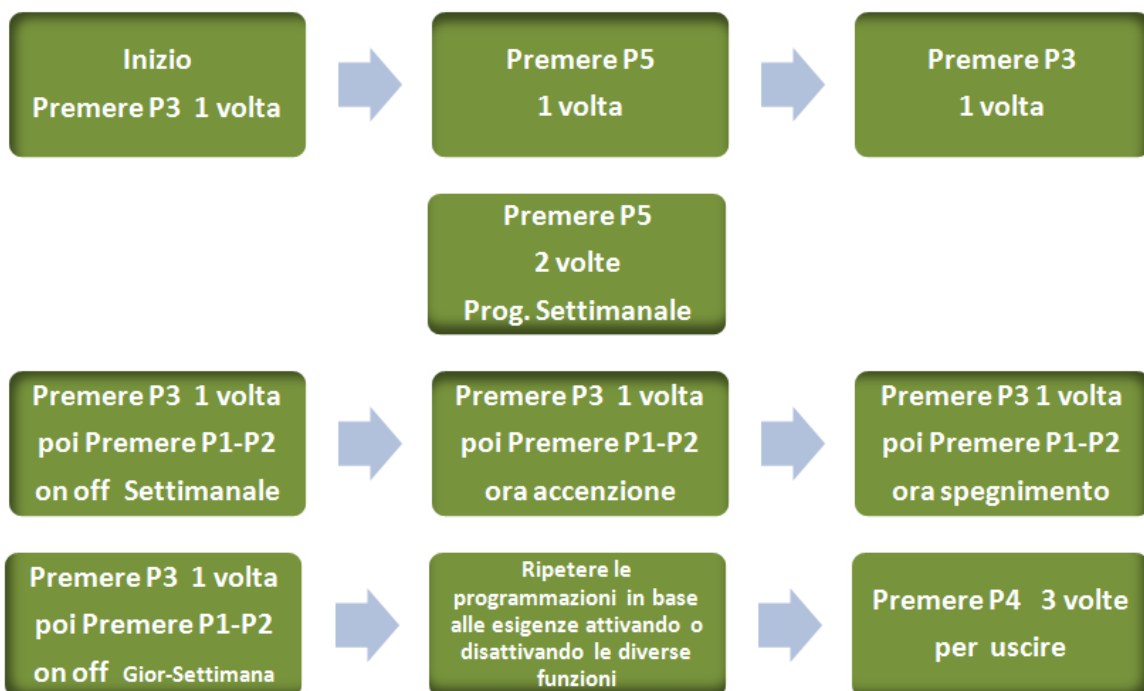 Inizio
Premere P3 1 volta
Premere P5
1 volta
Premere P3
1 volta
Premere P5
2 volte
Prog. Settimanale
Premere P3 1 volta
poi Premere P1-P2
on off Settimanale
Premere P3 1 volta
poi Premere P1-P2
ora accenzione
Premere P3 1 volta
poi Premere P1-P2
ora spegnimento
Premere P3 1 volta
poi Premere P1-P2
on off Gior-Settimana
Ripetere le
programmazioni in base
alle esigenze attivando o
disattivando le diverse
funzioni
Premere P4 3 volte
per uscire